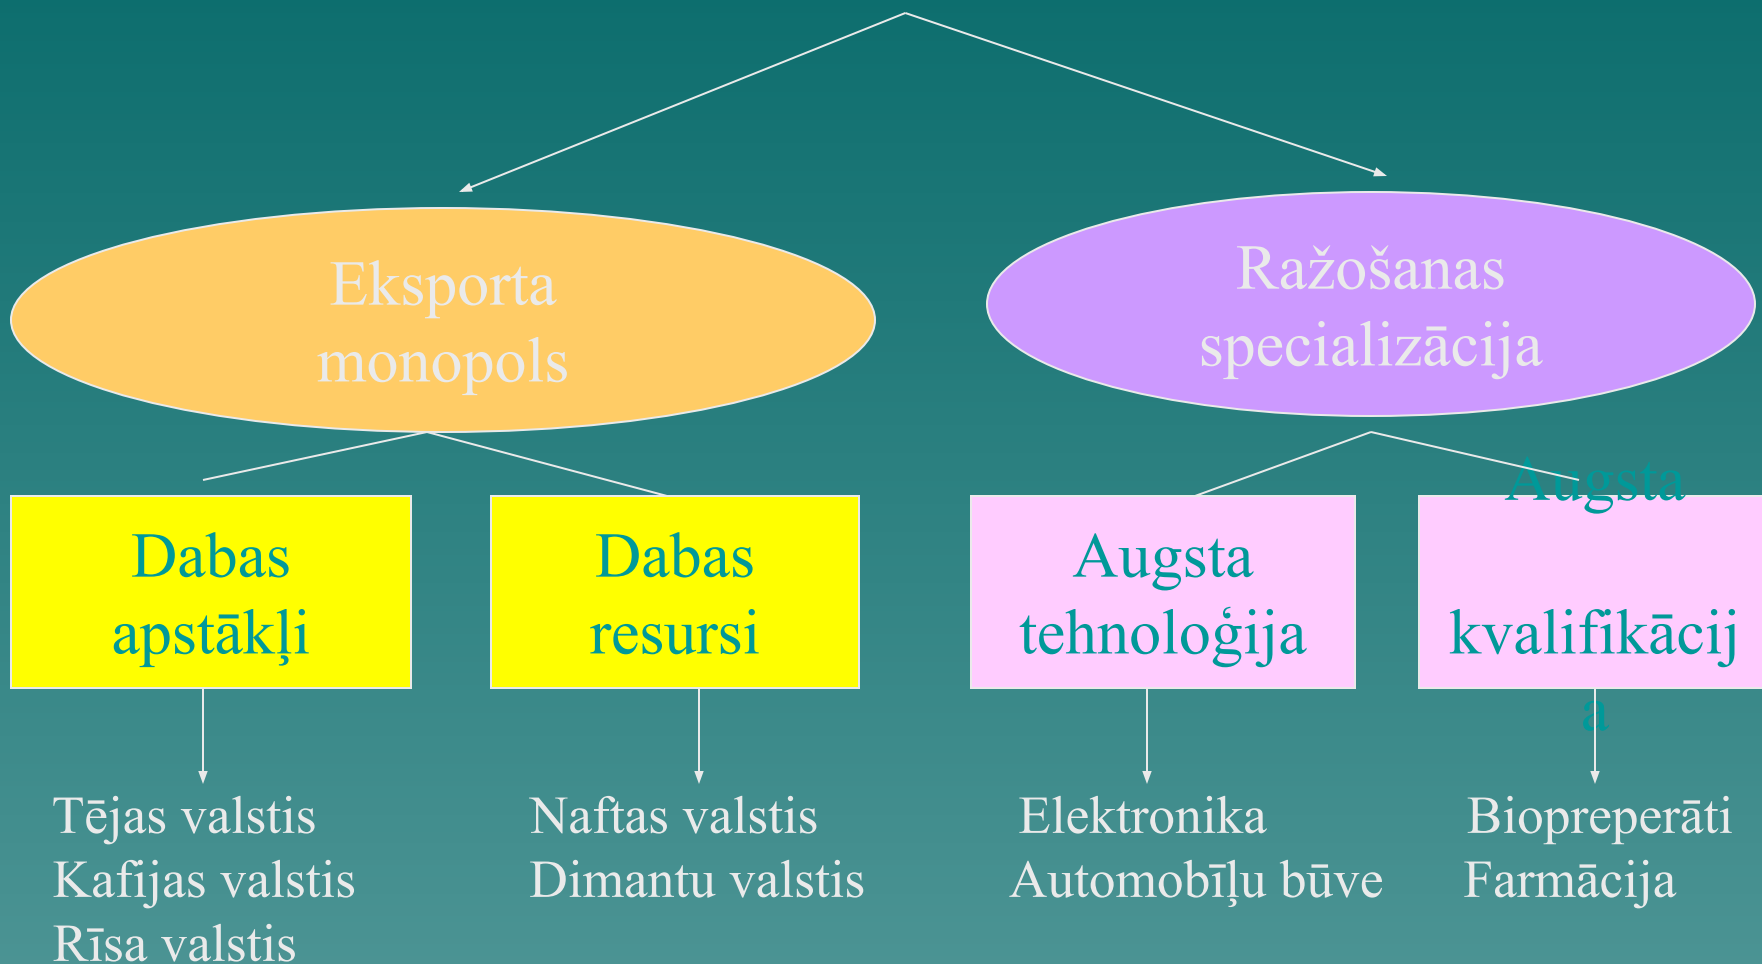 Eksporta
monopols
Ražošanas
specializācija
Dabas
apstākļi
Dabas
resursi
Augsta
tehnoloģija
Augsta
kvalifikācij
a
Tējas valstis
Kafijas valstis
Rīsa valstis
Naftas valstis
Dimantu valstis
Elektronika
Automobīļu būve
Biopreperāti
Farmācija